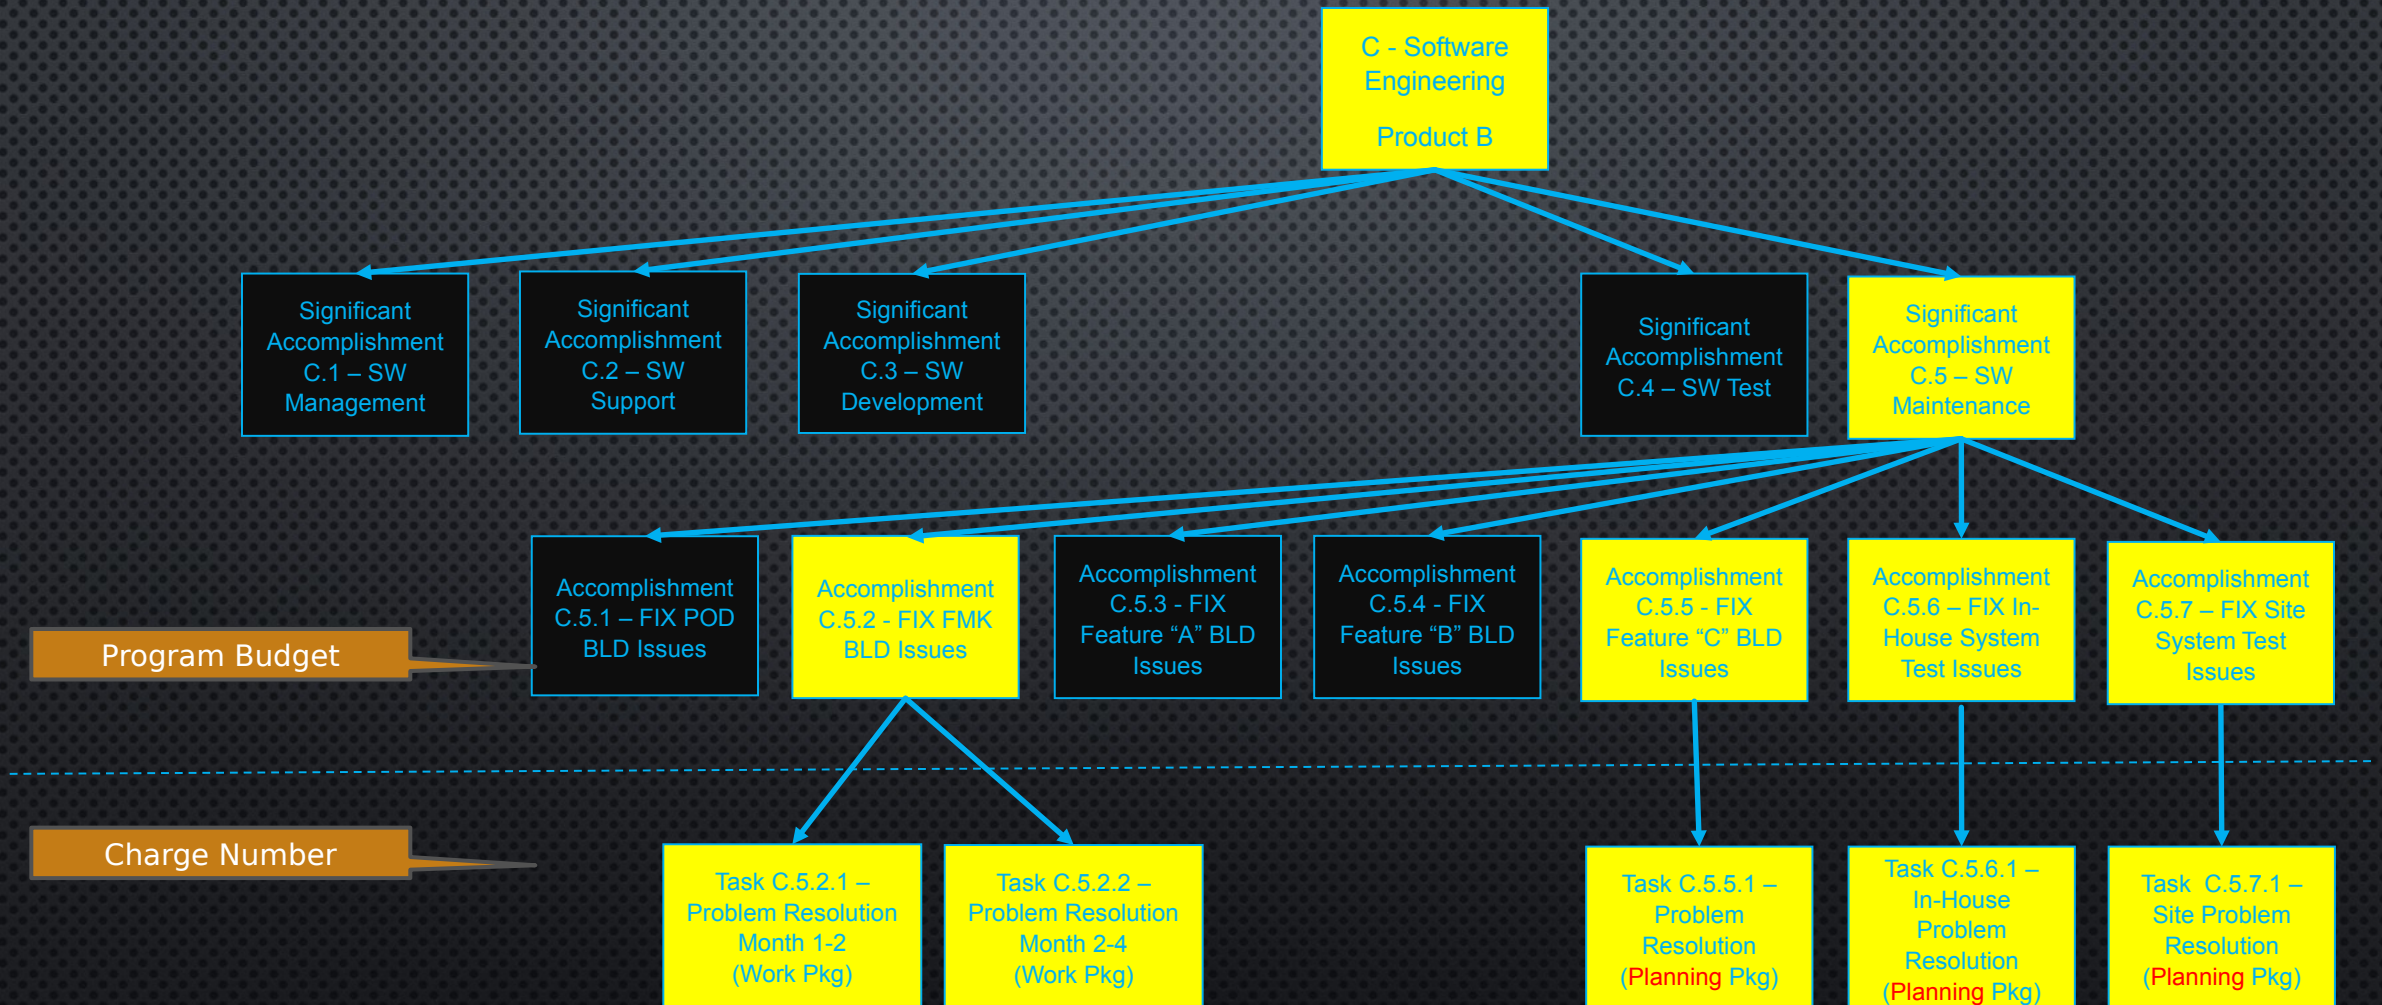 C - Software
Engineering
Product B
Significant
Accomplishment
C.1 – SW
Management
Significant
Accomplishment
C.2 – SW
Support
Significant
Accomplishment
C.3 – SW
Development
Significant
Accomplishment
C.4 – SW Test
Significant
Accomplishment
C.5 – SW
Maintenance
Accomplishment
C.5.1 – FIX POD
BLD Issues
Accomplishment
C.5.2 - FIX FMK
BLD Issues
Accomplishment
C.5.3 - FIX
Feature “A” BLD
Issues
Accomplishment
C.5.4 - FIX
Feature “B” BLD
Issues
Accomplishment
C.5.5 - FIX
Feature “C” BLD
Issues
Accomplishment
C.5.6 – FIX In-
House System
Test Issues
Accomplishment
C.5.7 – FIX Site
System Test
Issues
Program Budget
Charge Number
Task C.5.2.1 –
Problem Resolution
Month 1-2
(Work Pkg)
Task C.5.2.2 –
Problem Resolution
Month 2-4
(Work Pkg)
Task C.5.5.1 –
Problem
Resolution
(Planning Pkg)
Task C.5.6.1 –
In-House
Problem
Resolution
(Planning Pkg)
Task C.5.7.1 –
Site Problem
Resolution
(Planning Pkg)